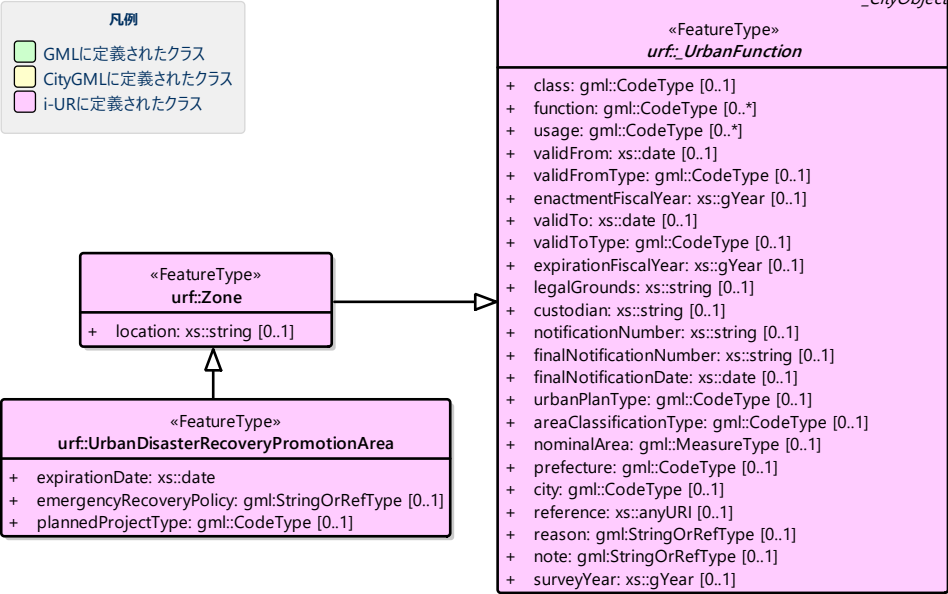 凡例
GMLに定義されたクラス
CityGMLに定義されたクラス
i-URに定義されたクラス
_CityObject
«FeatureType»
urf::_UrbanFunction
+ class: gml::CodeType [0..1]
+ function: gml::CodeType [0..*]
+ usage: gml::CodeType [0..*]
+ validFrom: xs::date [0..1]
+ validFromType: gml::CodeType [0..1]
+ enactmentFiscalYear: xs::gYear [0..1]
+ validTo: xs::date [0..1]
+ validToType: gml::CodeType [0..1]
+ expirationFiscalYear: xs::gYear [0..1]
+ legalGrounds: xs::string [0..1]
+ custodian: xs::string [0..1]
+ notificationNumber: xs::string [0..1]
+ finalNotificationNumber: xs::string [0..1]
+ finalNotificationDate: xs::date [0..1]
+ urbanPlanType: gml::CodeType [0..1]
+ areaClassificationType: gml::CodeType [0..1]
+ nominalArea: gml::MeasureType [0..1]
+ prefecture: gml::CodeType [0..1]
+ city: gml::CodeType [0..1]
+ reference: xs::anyURI [0..1]
+ reason: gml:StringOrRefType [0..1]
+ note: gml:StringOrRefType [0..1]
+ surveyYear: xs::gYear [0..1]
«FeatureType»
urf::Zone
+ location: xs::string [0..1]
«FeatureType»
urf::UrbanDisasterRecoveryPromotionArea
+ expirationDate: xs::date
+ emergencyRecoveryPolicy: gml:StringOrRefType [0..1]
+ plannedProjectType: gml::CodeType [0..1]